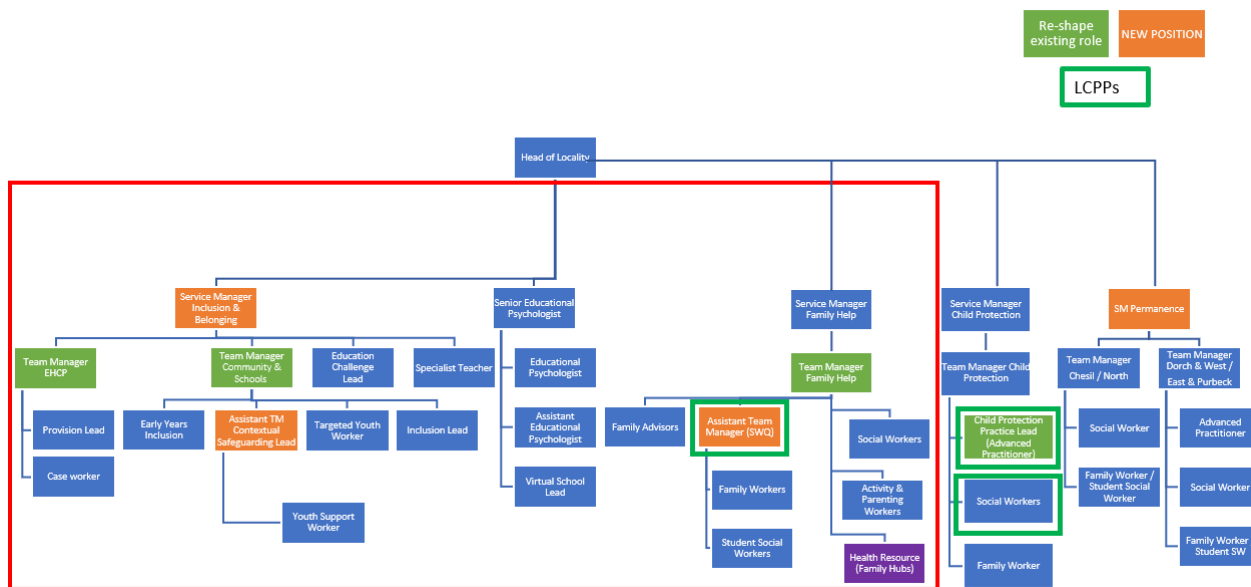 Re-shape
existing role
NEW POSITION
LCPPs
Head of Locality
Service Manager
Inclusion &
Belonging
Senior Educational
Psychologist
Service Manager
Family Help
Service Manager
Child Protection
SM Permanence
Team Manager
EHCP
Team Manager
Community &
Schools
Education
Challenge
Lead
Specialist Teacher
Educational
Psychologist
Team Manager
Family Help
Team Manager Child
Protection
Team Manager
Chesil / North
Team Manager
Dorch & West /
East & Purbeck
Provision Lead
Early Years
Inclusion
Assistant TM
Contextual
Safeguarding Lead
Targeted Youth
Worker
Inclusion Lead
Assistant
Educational
Psychologist
Family Advisors
Assistant Team
Manager (SWQ)
Social Workers
Child Protection
Practice Lead
(Advanced
Practitioner)
Social Worker
Advanced
Practitioner
Case worker
Virtual School
Lead
Family Workers
Activity &
Parenting
Workers
Social Workers
Family Worker /
Student Social
Worker
Social Worker
Youth Support
Worker
Student Social
Workers
Health Resource
(Family Hubs)
Family Worker
Family Worker
Student SW